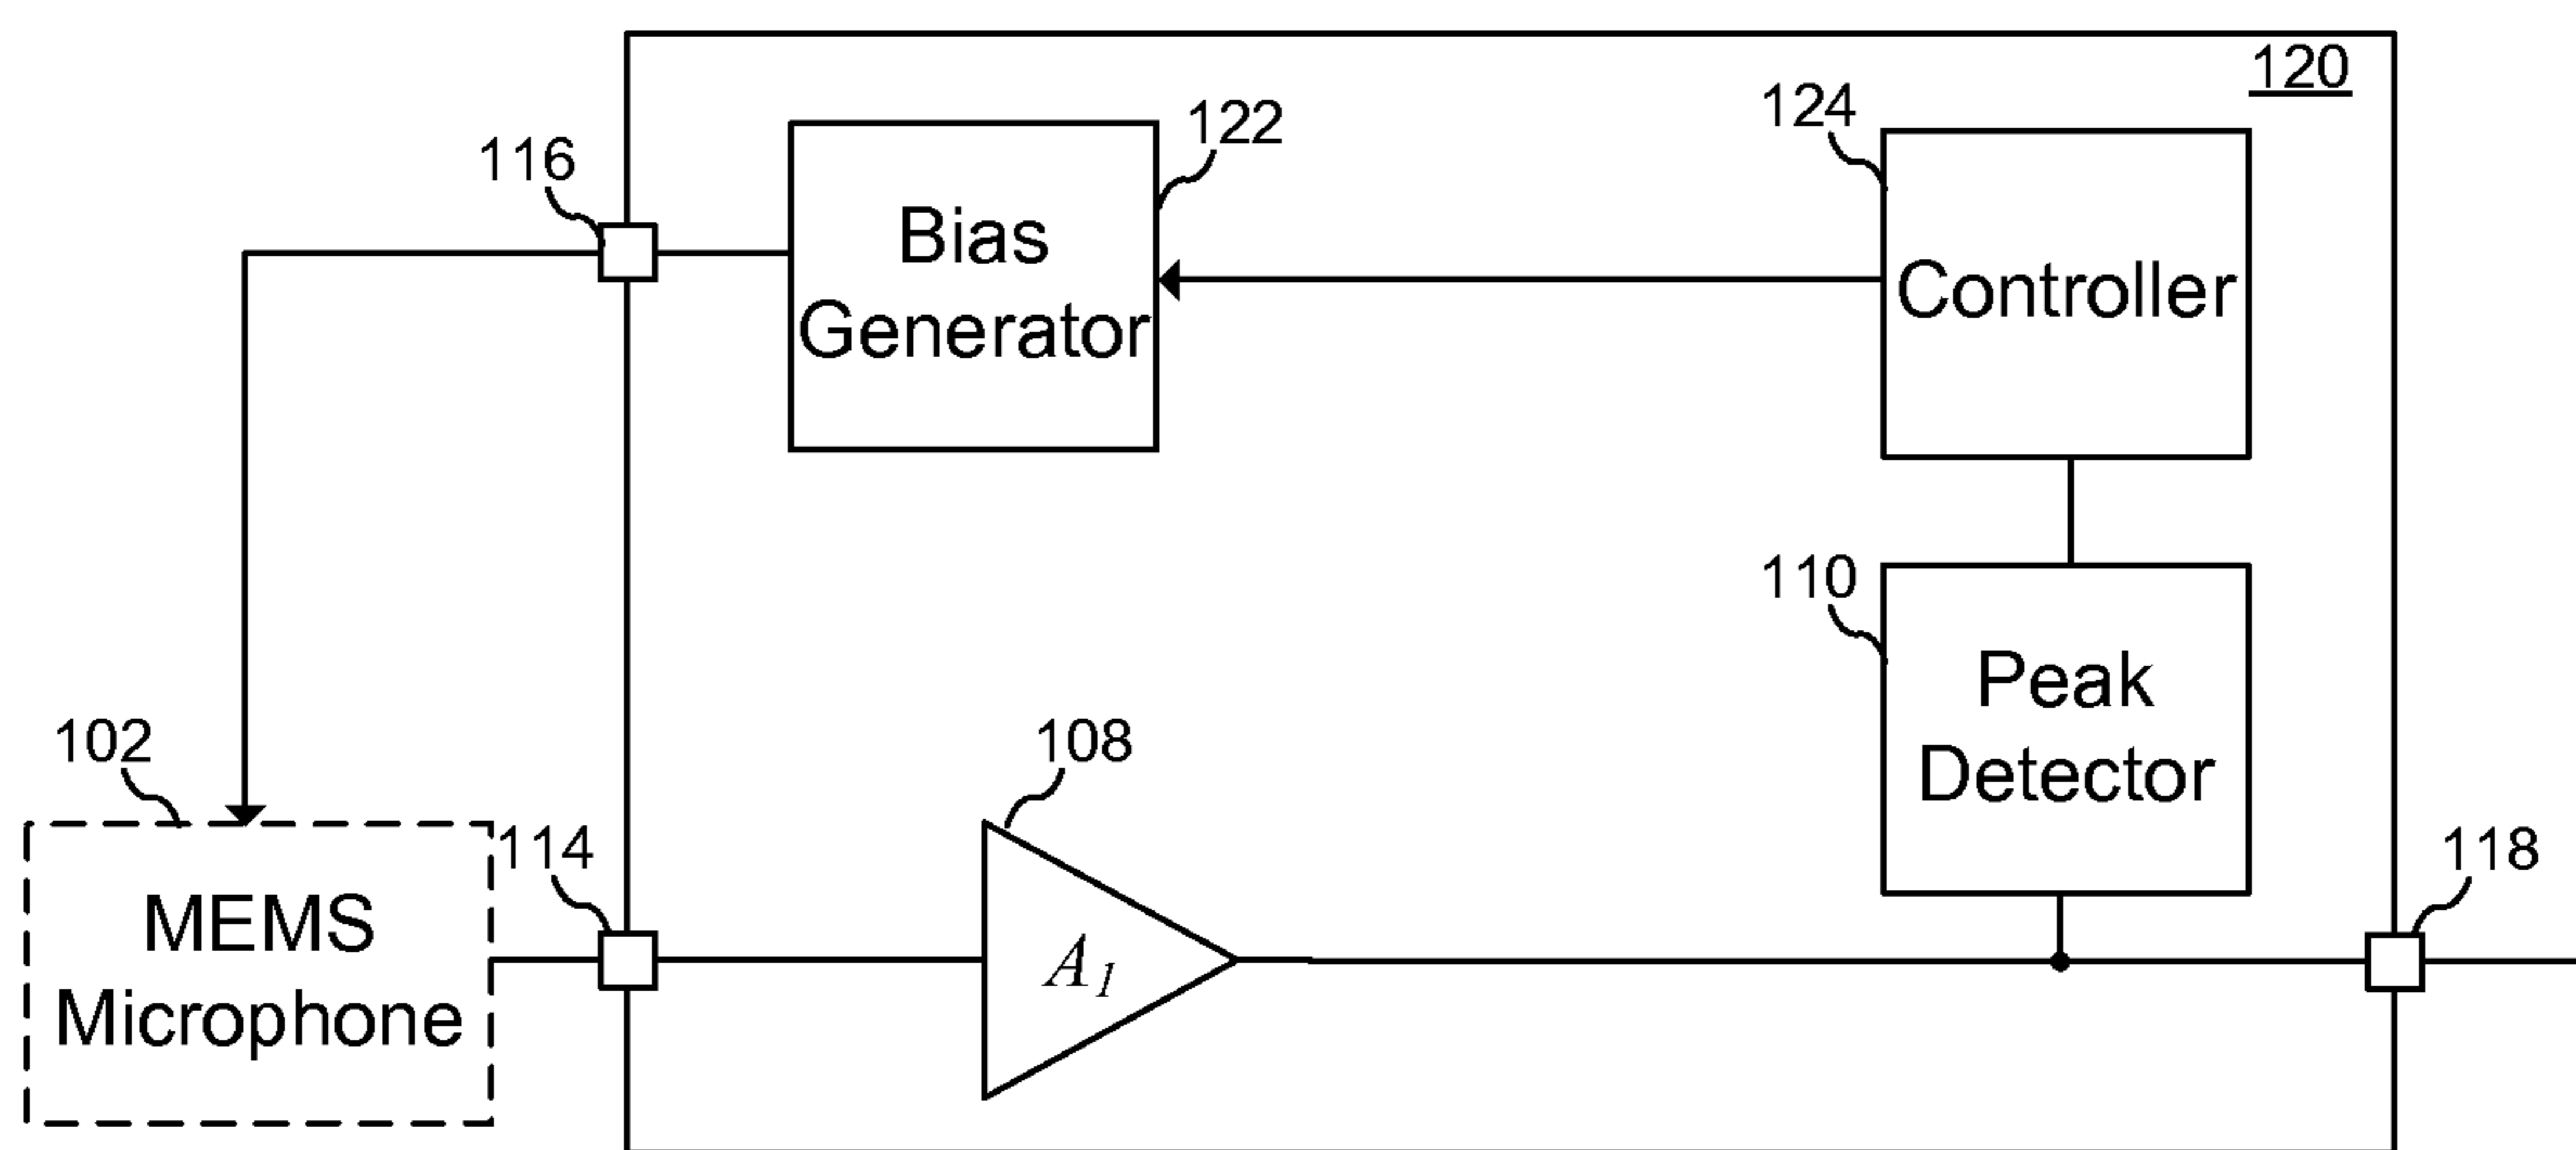 120
122
124
116
Bias
Generator
Controller
110
Peak
Detector
102
108
114
118
MEMS
Microphone
A1